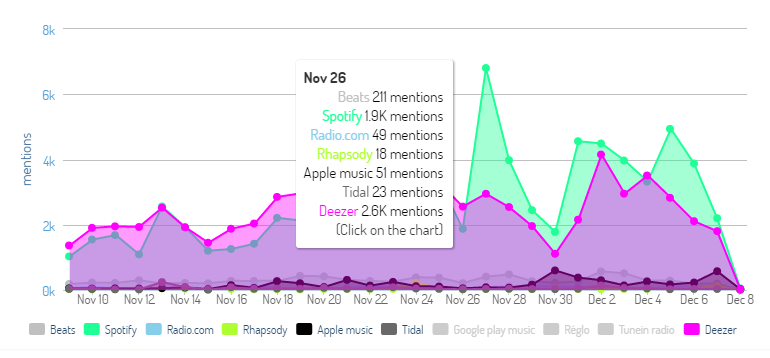 8k
6k
4k
2k
0k
mentions
Nov 26
Beats 211 mentions
Spotify 1.9K mentions
Radio.com 49 mentions
Rhapsody 18 mentions
Apple music 51 mentions
Tidal 23 mentions
Deezer 2.6K mentions
(Click on the chart)
Nov 10 Nov 12 Nov 14 Nov 16 Nov 18 Nov 20 Nov 22 Nov 24 Nov 26 Nov 28 Nov 30 Dec 2 Dec 4 Dec 6 Dec 8
Beats Spotify Radio.com Rhapsody Apple music Tidal Google play music Réglo Tunein radio Deezer